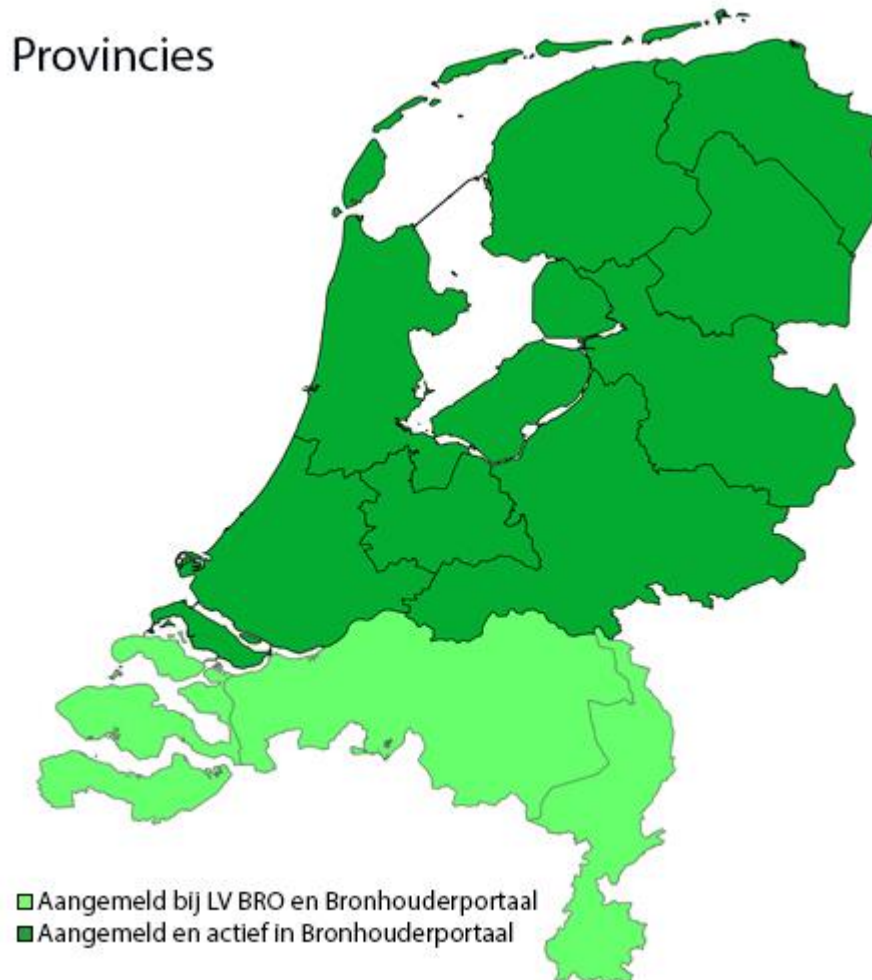 Provincies
Aangemeld bij LV BRO en Bronhouderportaal
Aangemeld en actief in Bronhouderportaal